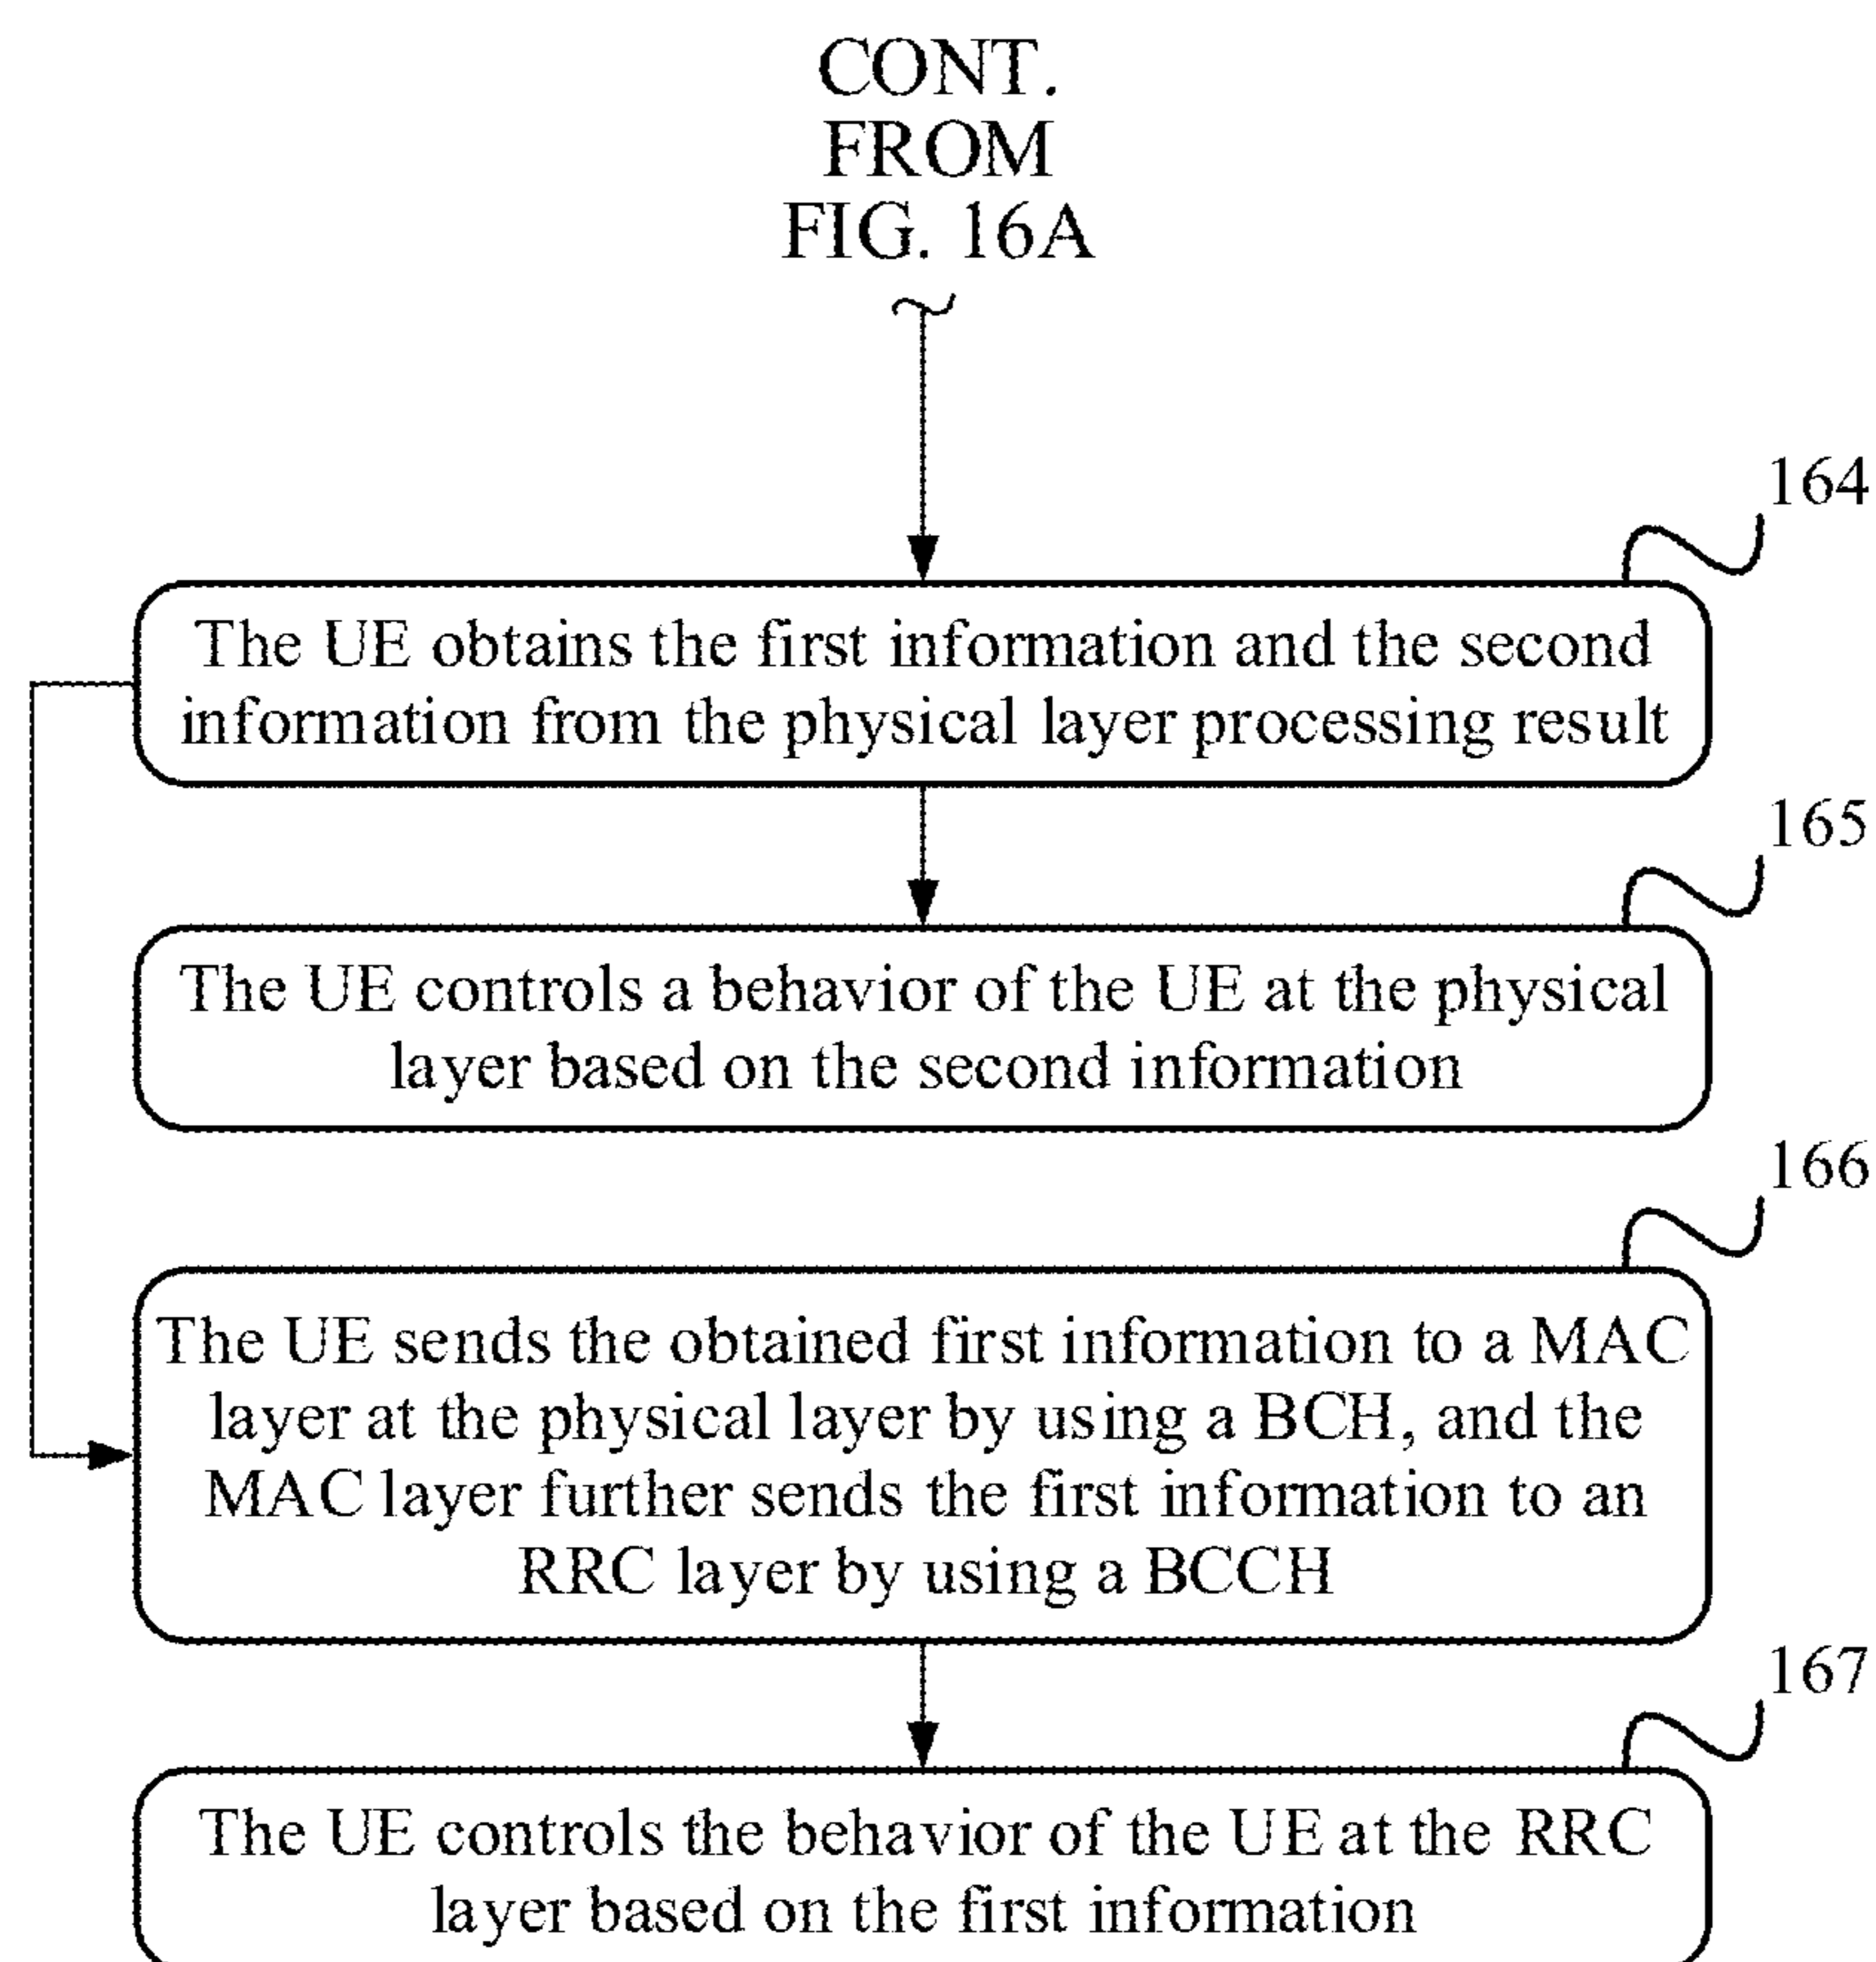 CONT.
FROM
FIG. 16A
164
The UE obtains the first information and the second
information from the physical layer processing result
165
The UE controls a behavior of the UE at the physical
layer based on the second information
166
The UE sends the obtained first information to a MAC
layer at the physical layer by using a BCH, and the
MAC layer further sends the first information to an
RRC layer by using a BCCH
167
The UE controls the behavior of the UE at the RRC
layer based on the first information